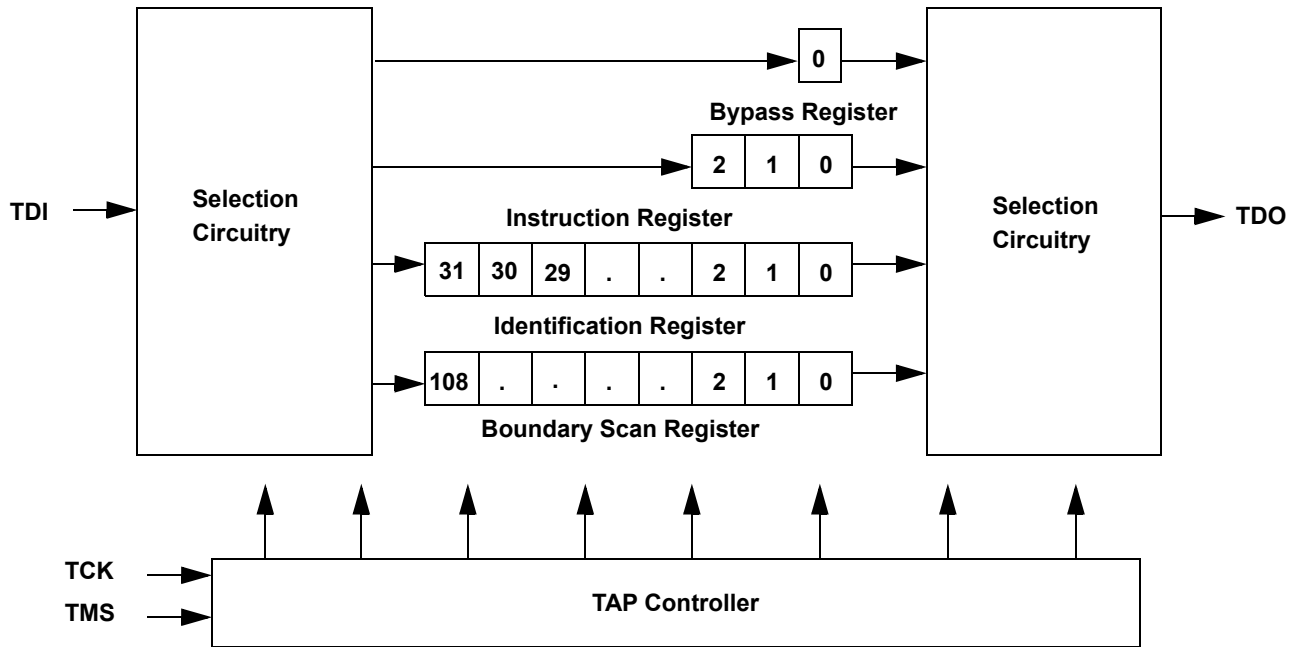 0
Bypass Register
2 1 0
Selection
Circuitry
Selection
Circuitry
TDI
TDO
Instruction Register
31 30 29 . . 2 1 0
Identification Register
108 . . . . 2 1 0
Boundary Scan Register
TCK
TMS
TAP Controller